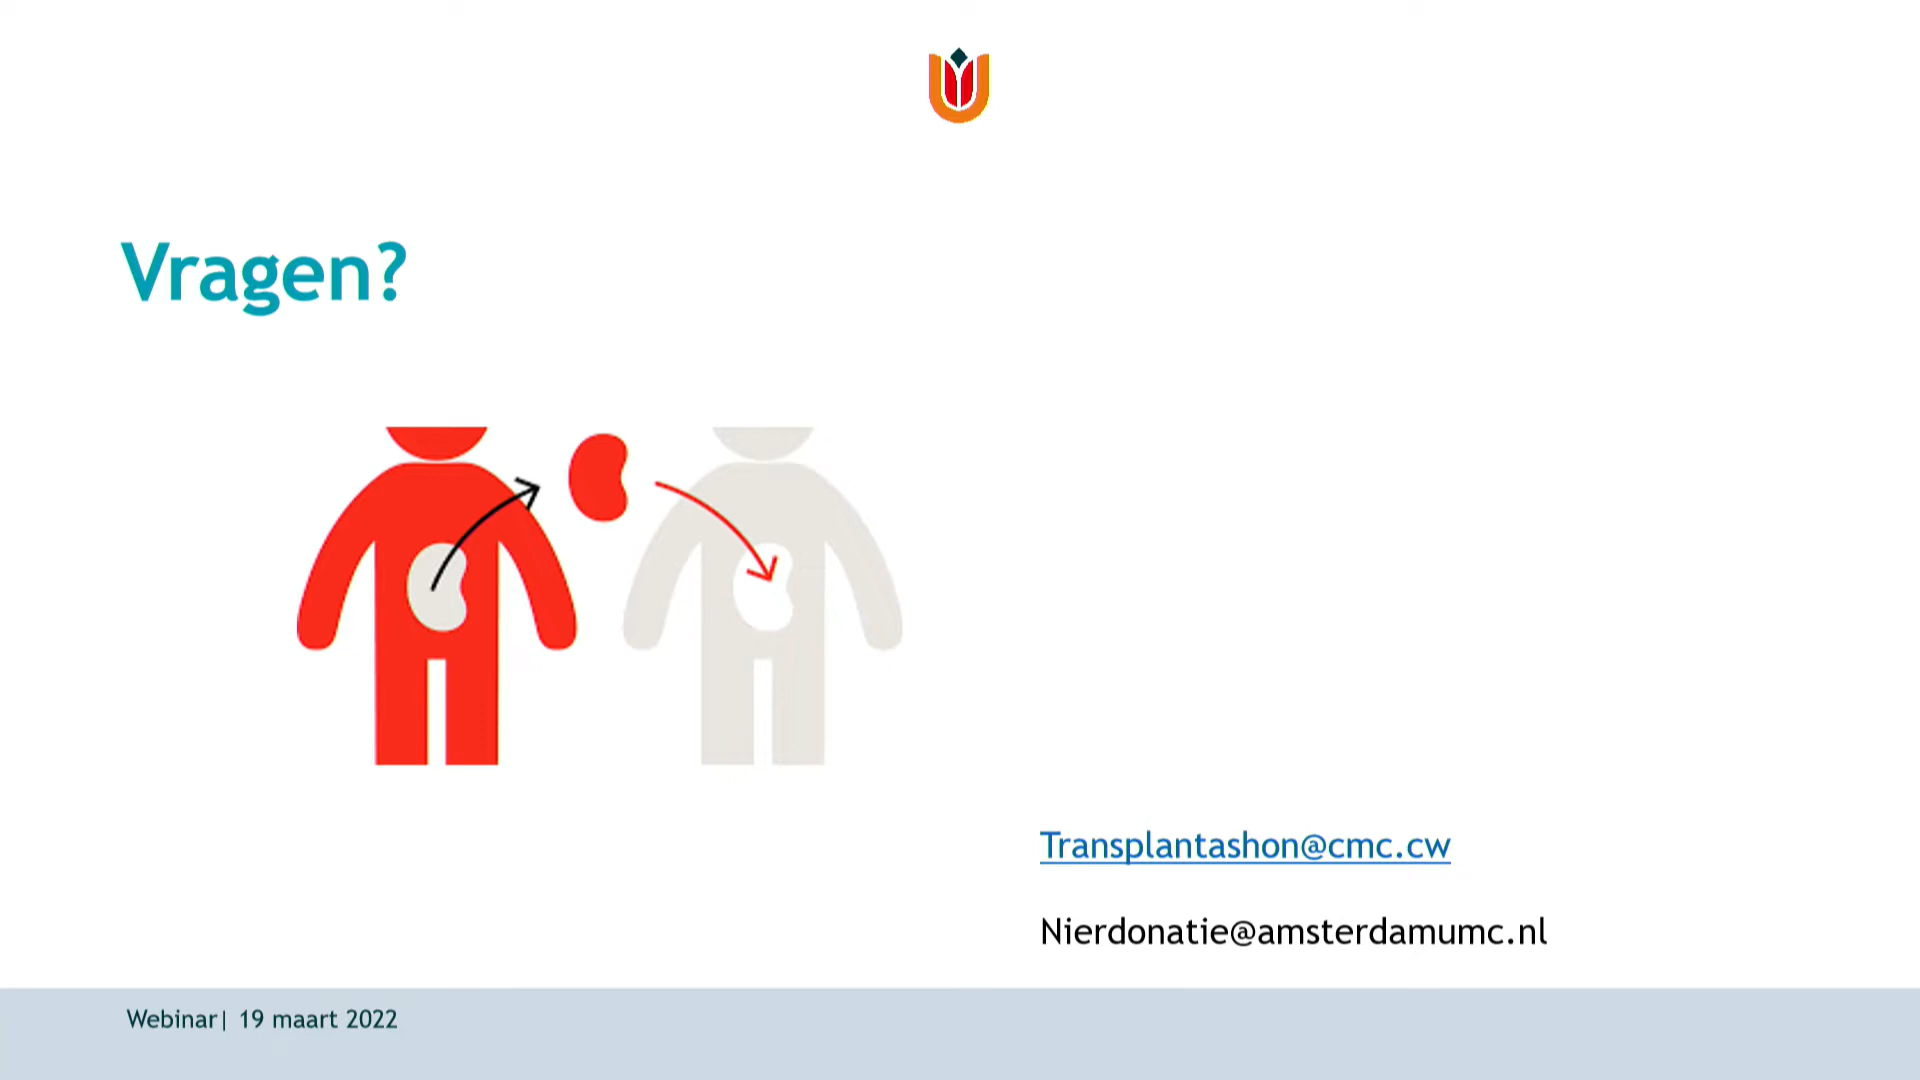 Vragen?
Transplantashon@cmc.cw
Nierdonatie@amsterdamumc.nl
Webinar| 19 maart 2022